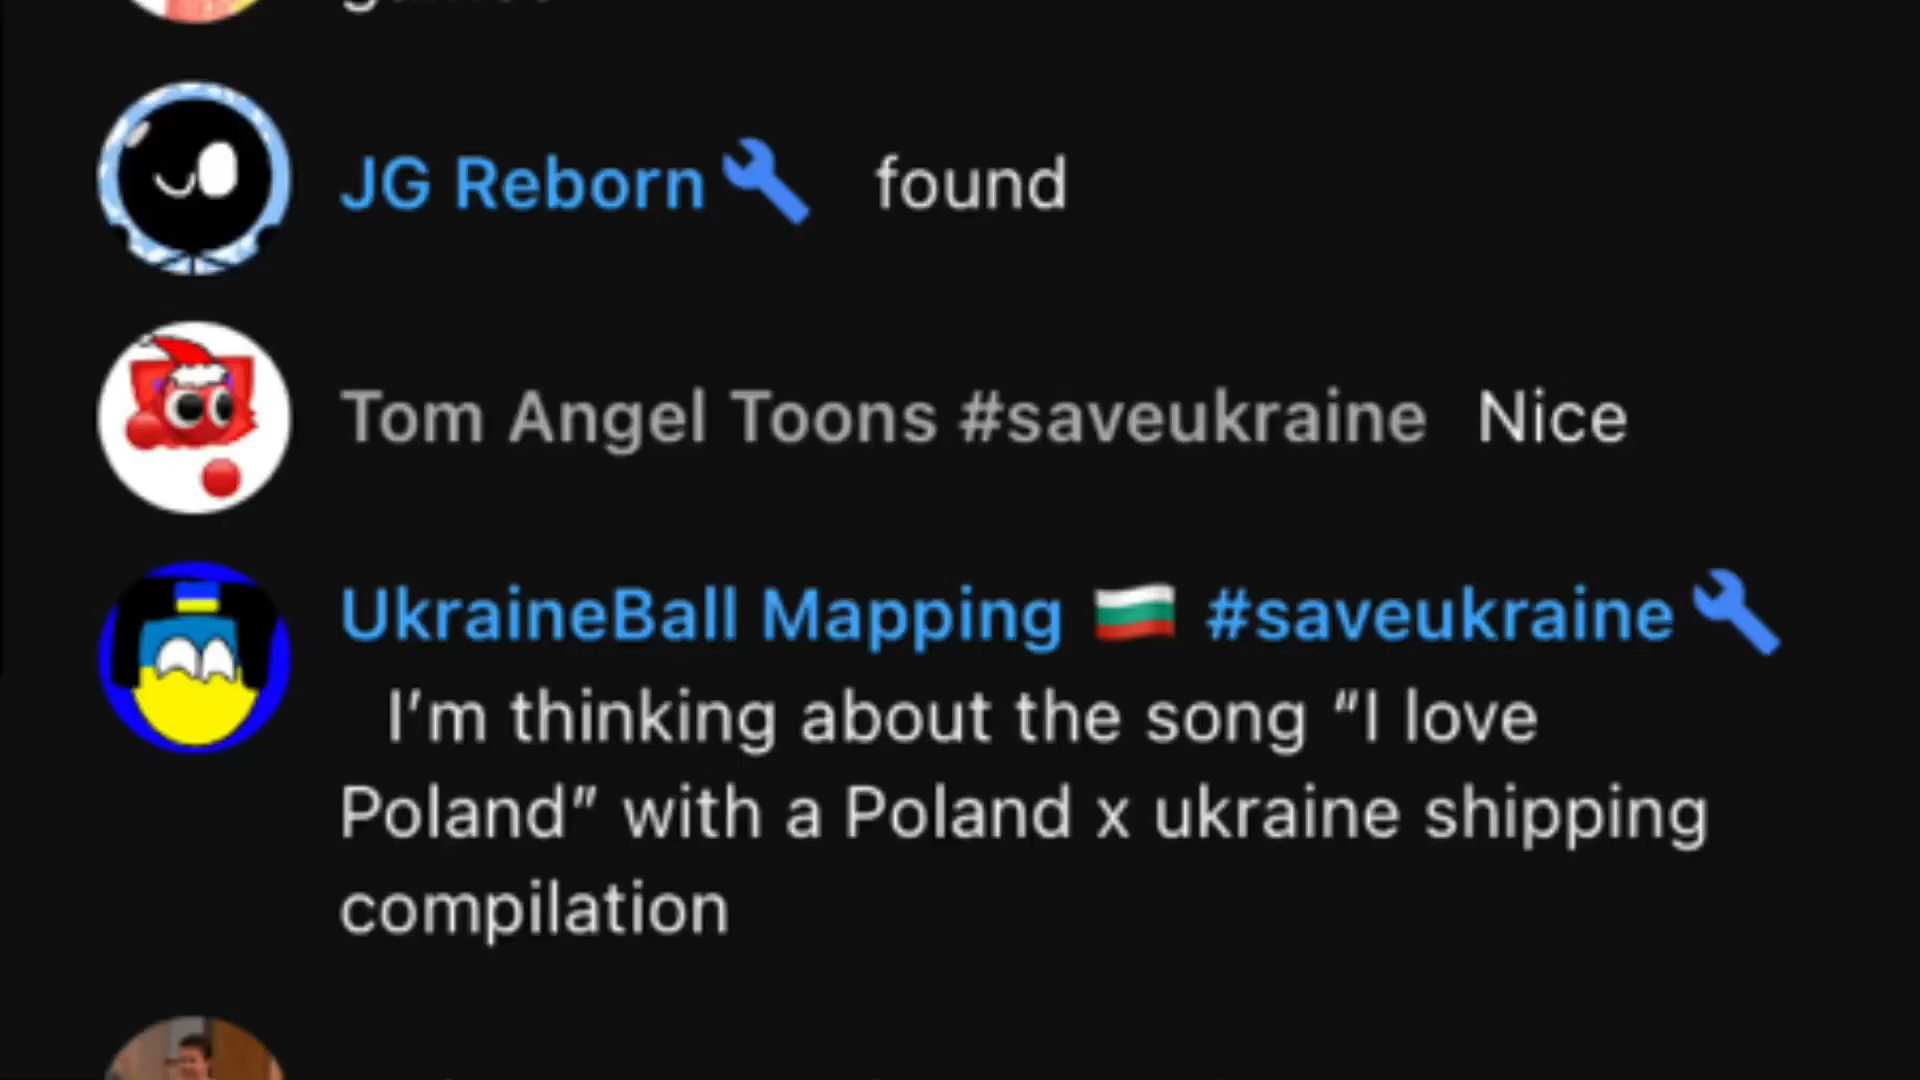 JG Reborn found
Tom Angel Toons #saveukraine Nice
UkraineBall Mapping 🇧🇬 #saveukraine
I’m thinking about the song “I love
Poland” with a Poland x ukraine shipping
compilation